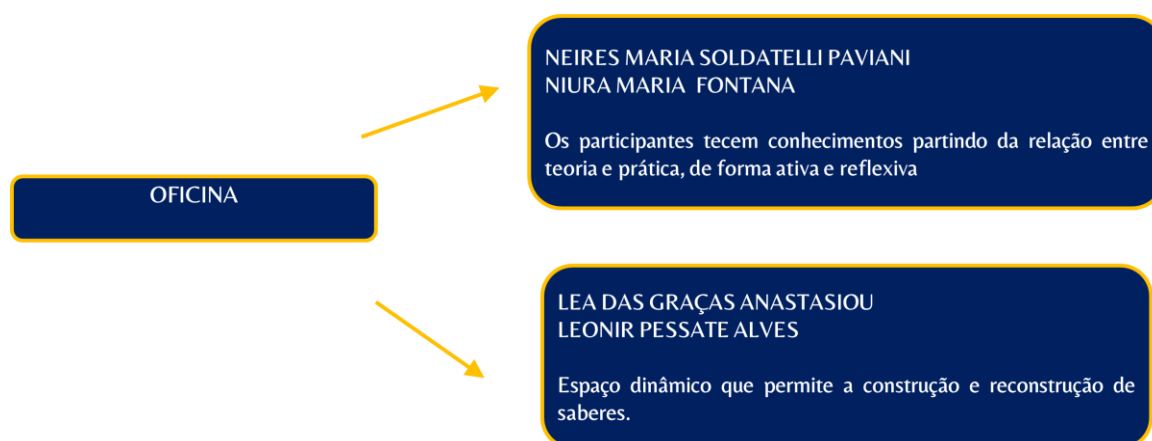 OFICINA
NEIRES MARIA SOLDATELLI PAVIANI
NIURA MARIA FONTANA
Os participantes tecem conhecimentos partindo da relação entre
teoria e prática, de forma ativa e reflexiva
LEA DAS GRAÇAS ANASTASIOU
LEONIR PESSATE ALVES
Espaço dinâmico que permite a construção e reconstrução de
saberes.